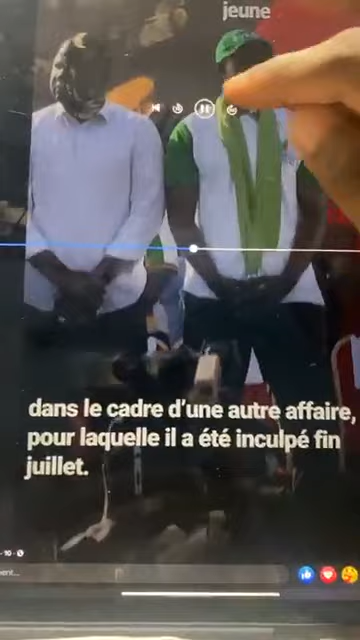 jeune
dans le cadre d'une autre affaire,
pour laquelle il a été inculpé fin
juillet.